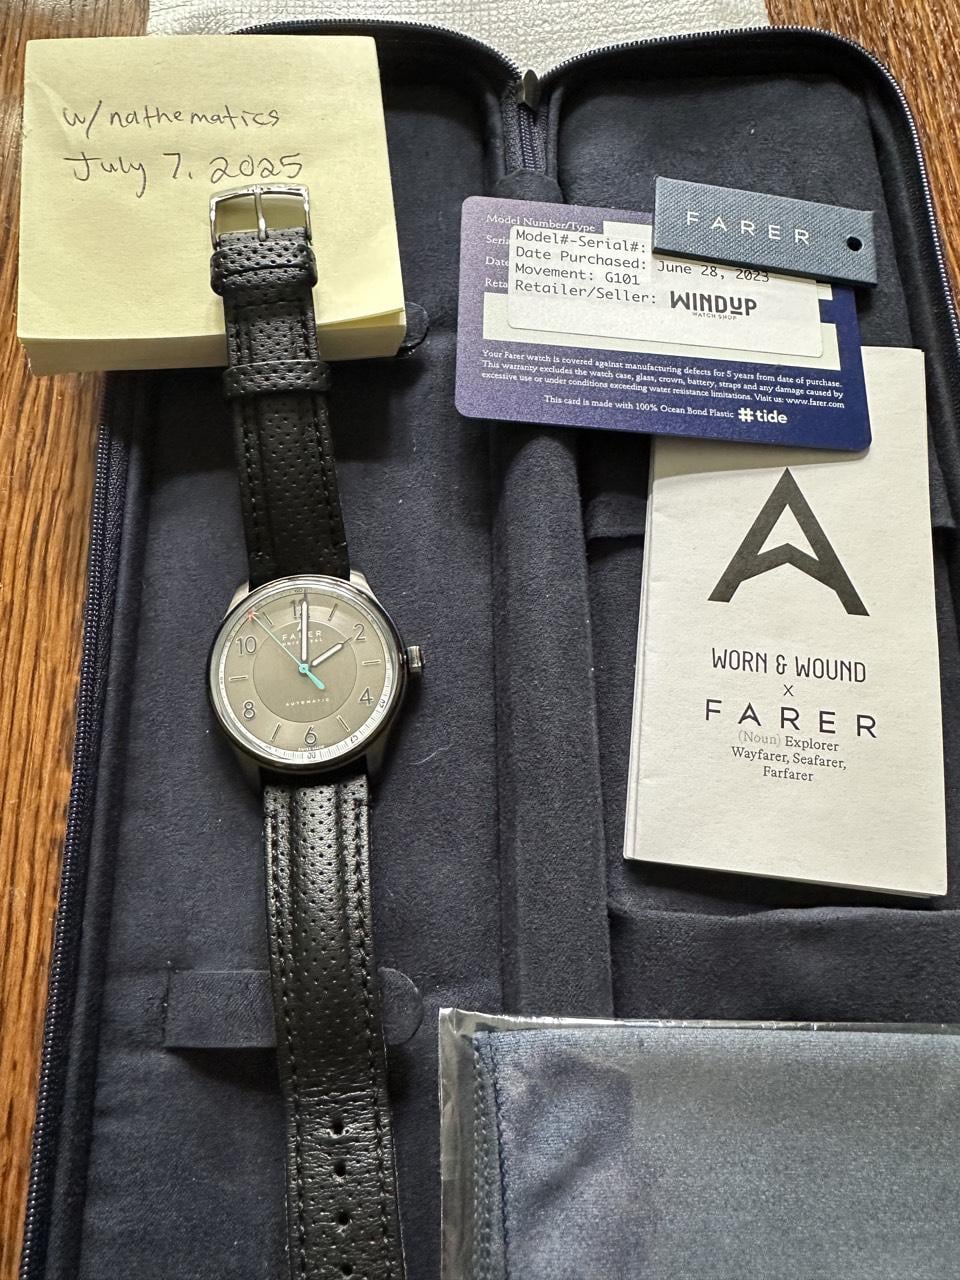 w/nathematics
July 7, 2025
FARER
Model Number/Type
Model#-Serial#:
Date Purchased: June 28, 2023
Movement: G101
Retailer/Seller: WINDUP
WATCH SHOP
Your Farer watch is covered against manufacturing defects for 5 years from date of purchase.
This warranty excludes the watch case, glass, crown, battery, straps and any damage caused by
excessive use or under conditions exceeding water resistance limitations. Visit us: www.farer.com
This card is made with 100% Ocean Bond Plastic #tide
WORN & WOUND
X
FARER
(Noun) Explorer
Wayfarer, Seafarer,
Farfarer
12
FARER
UNIVERSAL
10
2
8
4
AUTOMATIC
6